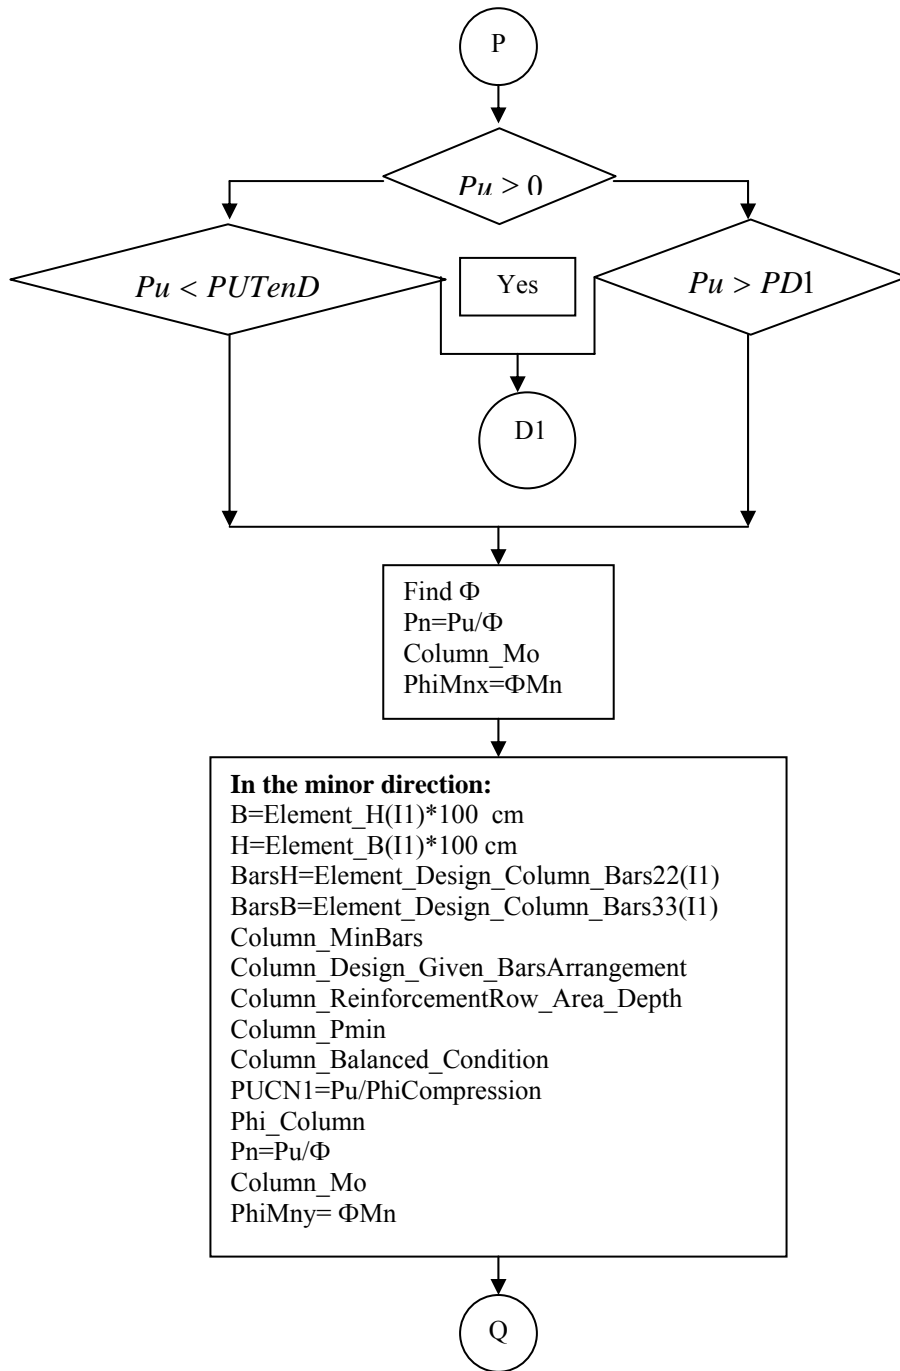 P
Pu > 0
Pu < PUTenD
Yes
Pu > PD1
D1
Find Φ
Pn=Pu/Φ
Column_Mo
PhiMnx=ΦMn
In the minor direction:
B=Element_H(I1)*100 cm
H=Element_B(I1)*100 cm
BarsH=Element_Design_Column_Bars22(I1)
BarsB=Element_Design_Column_Bars33(I1)
Column_MinBars
Column_Design_Given_BarsArrangement
Column_ReinforcementRow_Area_Depth
Column_Pmin
Column_Balanced_Condition
PUCN1=Pu/PhiCompression
Phi_Column
Pn=Pu/Φ
Column_Mo
PhiMny= ΦMn
Q